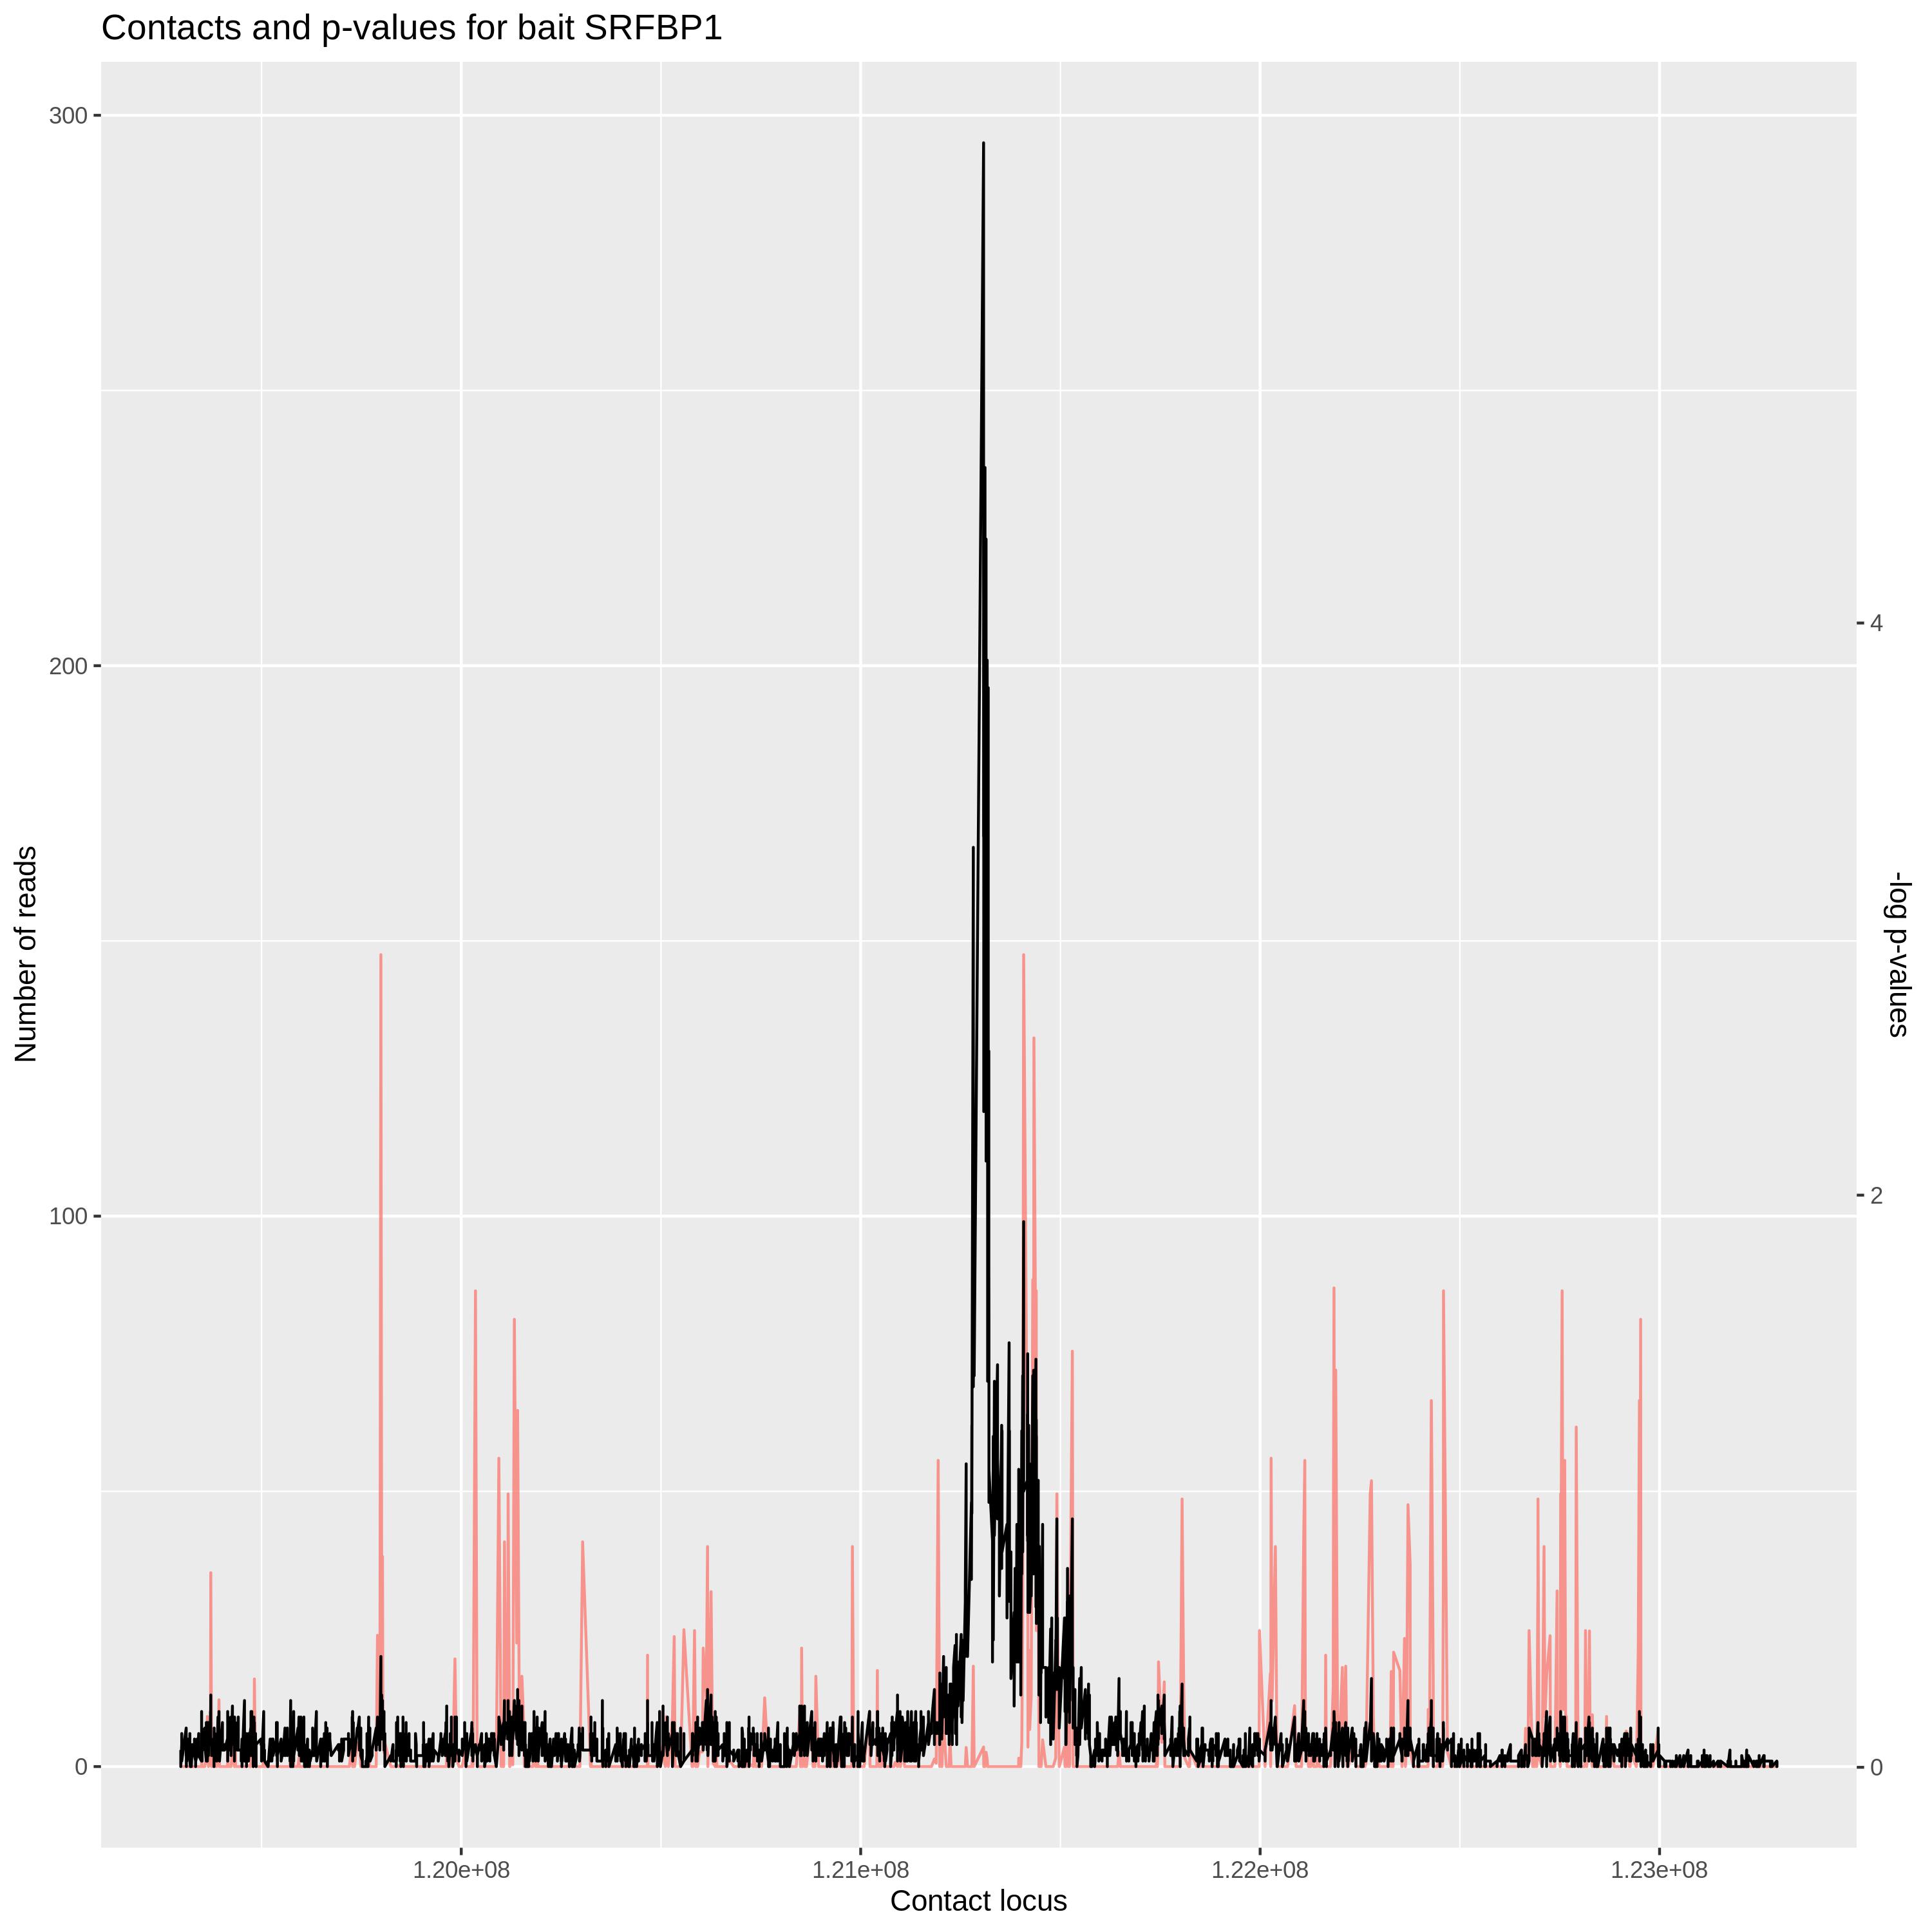 Contacts and p-values for bait SRFBP1
300
200
100
0
Number of reads
4
2
0
-log p-values
1.20e+08
1.21e+08
1.22e+08
1.23e+08
Contact locus